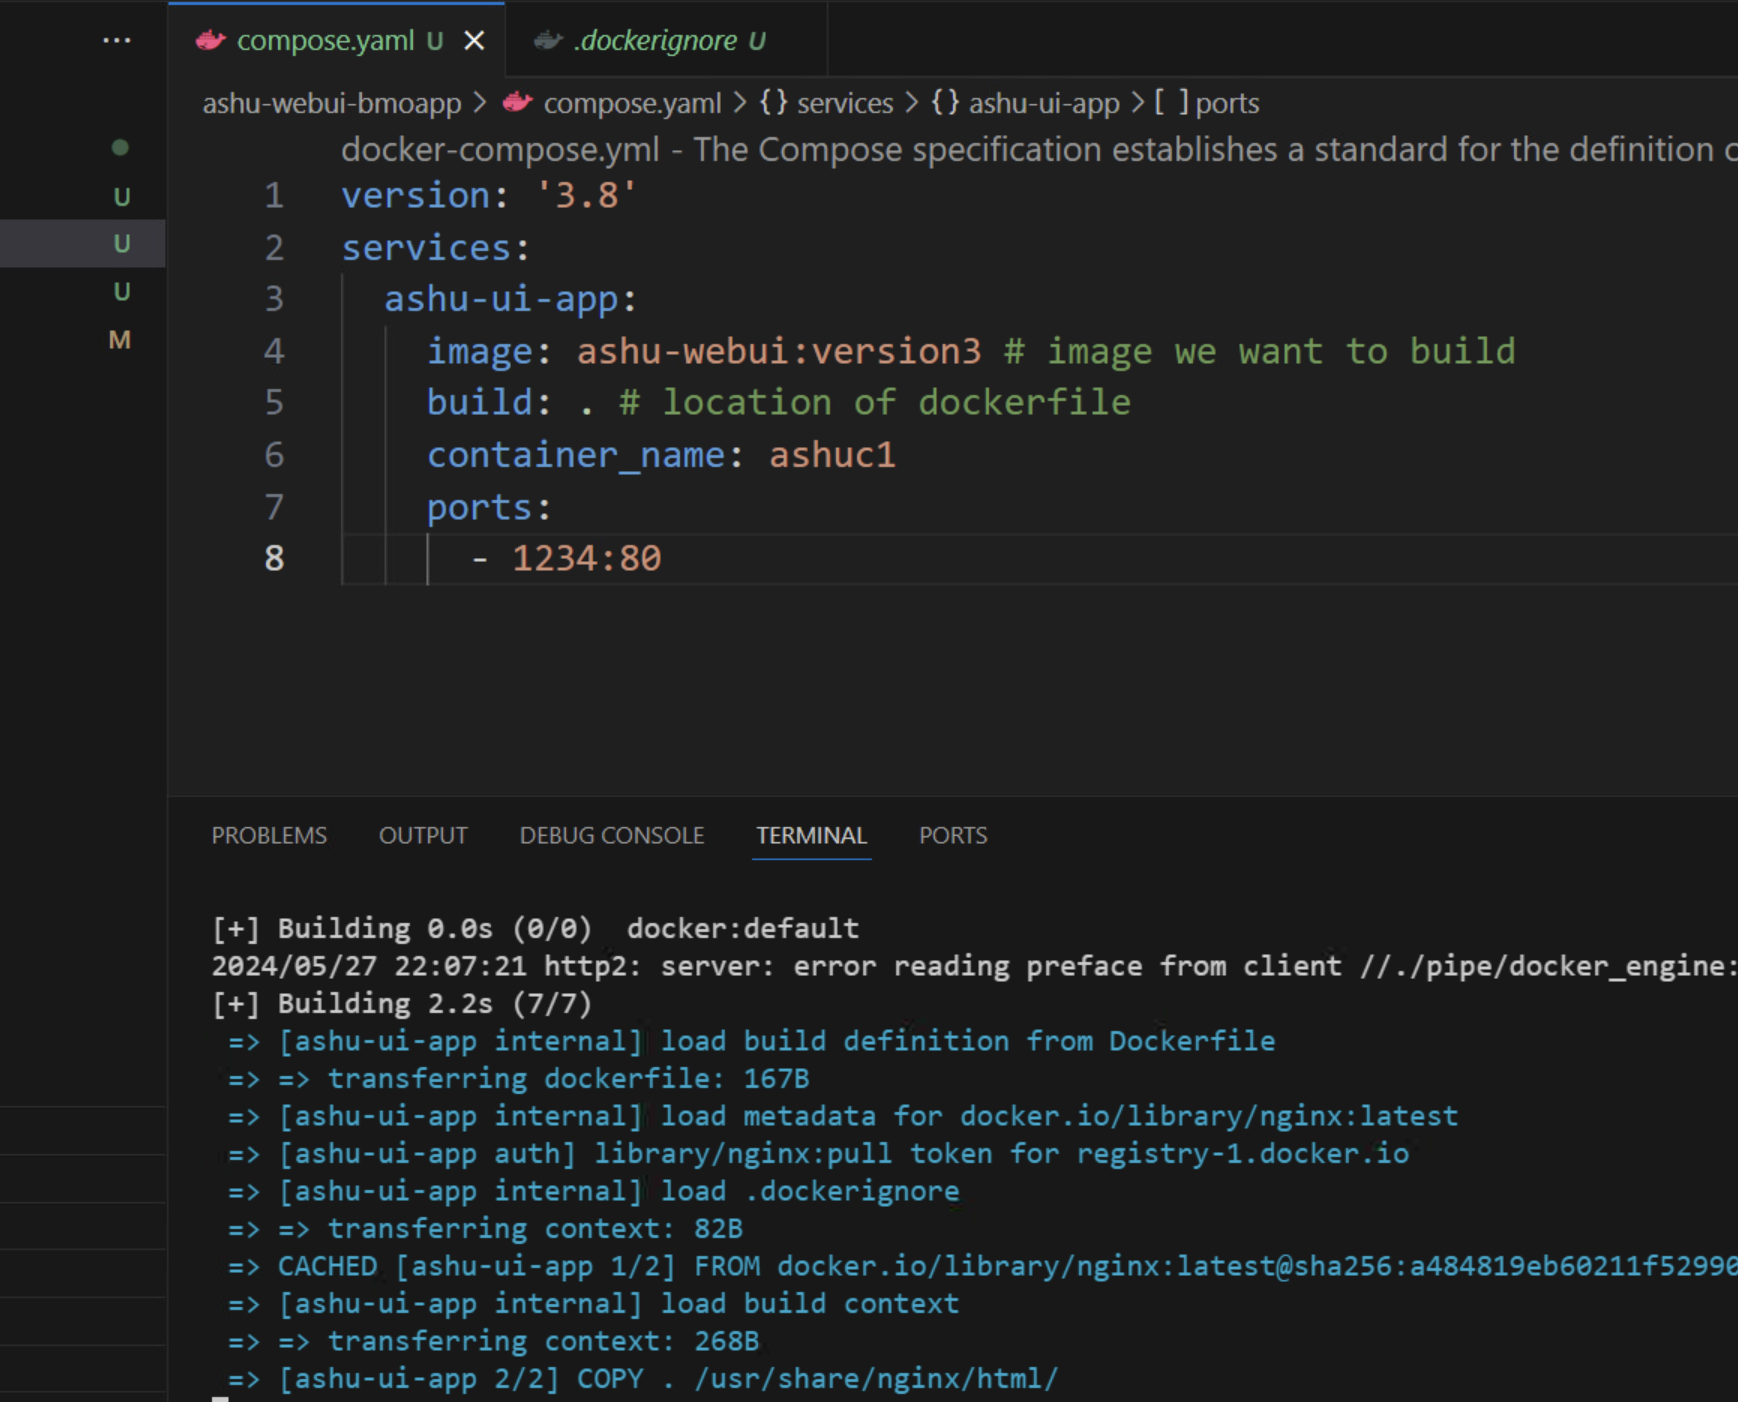 ...
compose.yaml U ×
.dockerignore U
ashu-webui-bmoapp > compose.yaml > {} services > {} ashu-ui-app > [ ] ports
docker-compose.yml - The Compose specification establishes a standard for the definition
U
U
U
M
1 version: '3.8'
2 services:
3   ashu-ui-app:
4     image: ashu-webui:version3 # image we want to build
5     build: . # location of dockerfile
6     container_name: ashuc1
7     ports:
8       - 1234:80
PROBLEMS OUTPUT DEBUG CONSOLE TERMINAL PORTS
[+] Building 0.0s (0/0)  docker:default
2024/05/27 22:07:21 http2: server: error reading preface from client //./pipe/docker_engine:
[+] Building 2.2s (7/7)
 => [ashu-ui-app internal] load build definition from Dockerfile
 => => transferring dockerfile: 167B
 => [ashu-ui-app internal] load metadata for docker.io/library/nginx:latest
 => [ashu-ui-app auth] library/nginx:pull token for registry-1.docker.io
 => [ashu-ui-app internal] load .dockerignore
 => => transferring context: 82B
 => CACHED [ashu-ui-app 1/2] FROM docker.io/library/nginx:latest@sha256:a484819eb60211f52990
 => [ashu-ui-app internal] load build context
 => => transferring context: 268B
 => [ashu-ui-app 2/2] COPY . /usr/share/nginx/html/